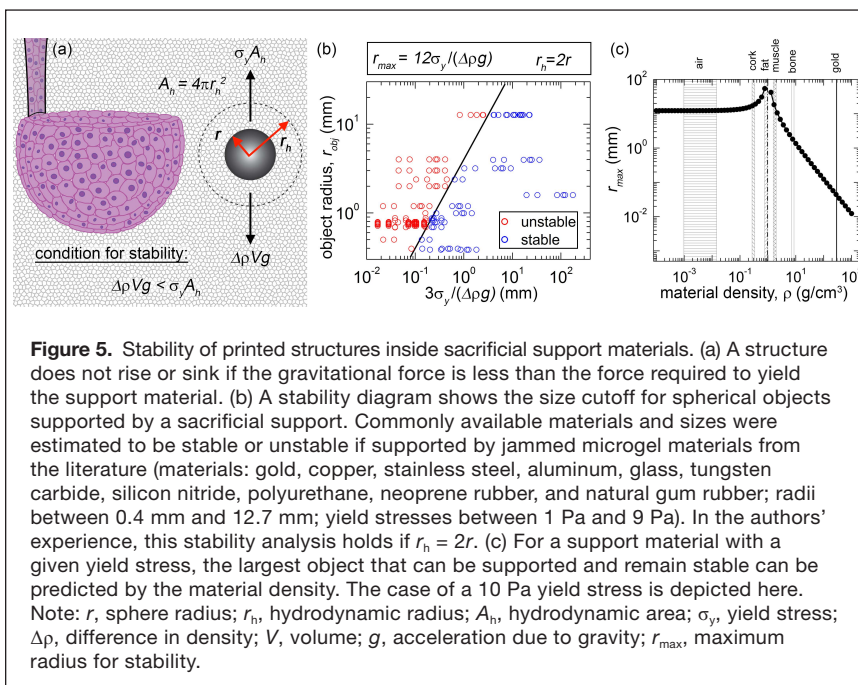 (a)
σyAh
Ah = 4πrh²
r
rh
condition for stability:
ΔρVg
ΔρVg < σyAh
(b)
rmax = 12σy/(Δρg) rh=2r
object radius, robj (mm)
10¹
10⁰
unstable
stable
10⁻² 10⁻¹ 10⁰ 10¹ 10²
3σy/(Δρg) (mm)
(c)
air
cork
fat
muscle
bone
gold
rmax (mm)
10²
10⁰
10⁻²
10⁻³ 10⁻¹ 10¹ 10³
material density, ρ (g/cm³)
Figure 5. Stability of printed structures inside sacrificial support materials. (a) A structure
does not rise or sink if the gravitational force is less than the force required to yield
the support material. (b) A stability diagram shows the size cutoff for spherical objects
supported by a sacrificial support. Commonly available materials and sizes were
estimated to be stable or unstable if supported by jammed microgel materials from
the literature (materials: gold, copper, stainless steel, aluminum, glass, tungsten
carbide, silicon nitride, polyurethane, neoprene rubber, and natural gum rubber; radii
between 0.4 mm and 12.7 mm; yield stresses between 1 Pa and 9 Pa). In the authors’
experience, this stability analysis holds if rh = 2r. (c) For a support material with a
given yield stress, the largest object that can be supported and remain stable can be
predicted by the material density. The case of a 10 Pa yield stress is depicted here.
Note: r, sphere radius; rh, hydrodynamic radius; Ah, hydrodynamic area; σy, yield stress;
Δρ, difference in density; V, volume; g, acceleration due to gravity; rmax, maximum
radius for stability.